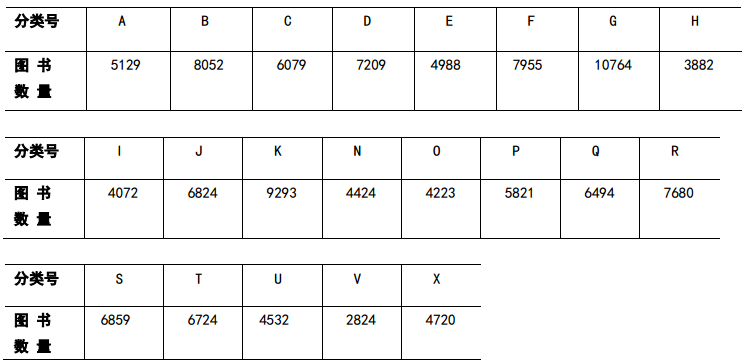 分类号 A B C D E F G H
图 书 5129 8052 6079 7209 4988 7955 10764 3882
数 量
分类号 I J K N O P Q R
图 书 4072 6824 9293 4424 4223 5821 6494 7680
数 量
分类号 S T U V X
图 书 6859 6724 4532 2824 4720
数 量